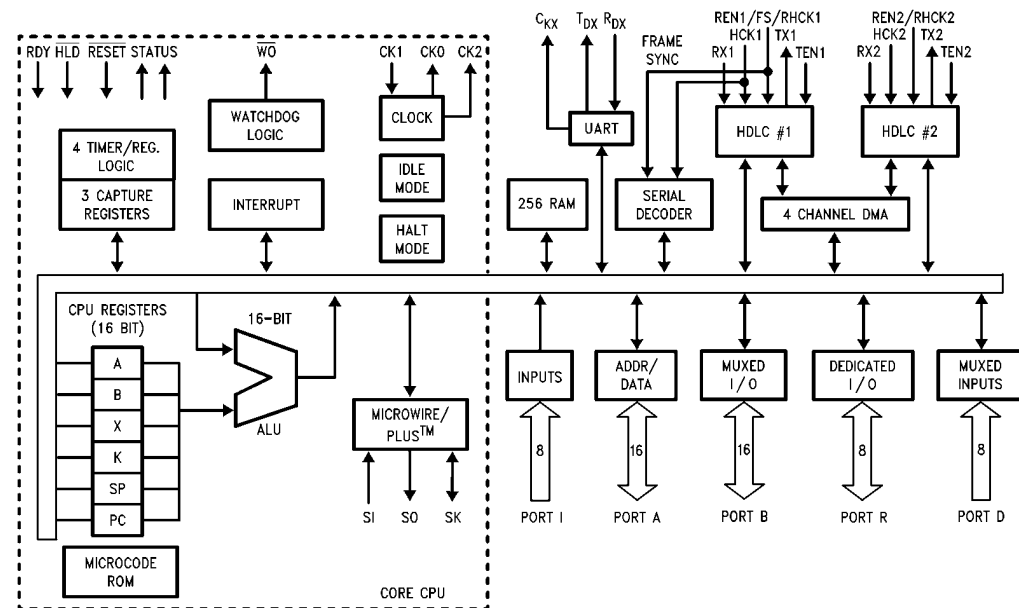 RDY HLD RESET STATUS
WO
CK1 CKO CK2
CKX
TDX RDX
FRAME
SYNC
REN1/FS/RHCK1
HCK1 TX1
RX1 TEN1
REN2/RHCK2
HCK2 TX2
RX2 TEN2
4 TIMER/REG.
LOGIC
3 CAPTURE
REGISTERS
WATCHDOG
LOGIC
INTERRUPT
CLOCK
IDLE
MODE
HALT
MODE
UART
256 RAM
SERIAL
DECODER
HDLC #1
HDLC #2
4 CHANNEL DMA
CPU REGISTERS
(16 BIT)
A
B
X
K
SP
PC
MICROCODE
ROM
16-BIT
ALU
MICROWIRE/
PLUS™
SI SO SK
CORE CPU
INPUTS
ADDR/
DATA
MUXED
I/O
DEDICATED
I/O
MUXED
INPUTS
8 16 16 8 8
PORT I PORT A PORT B PORT R PORT D